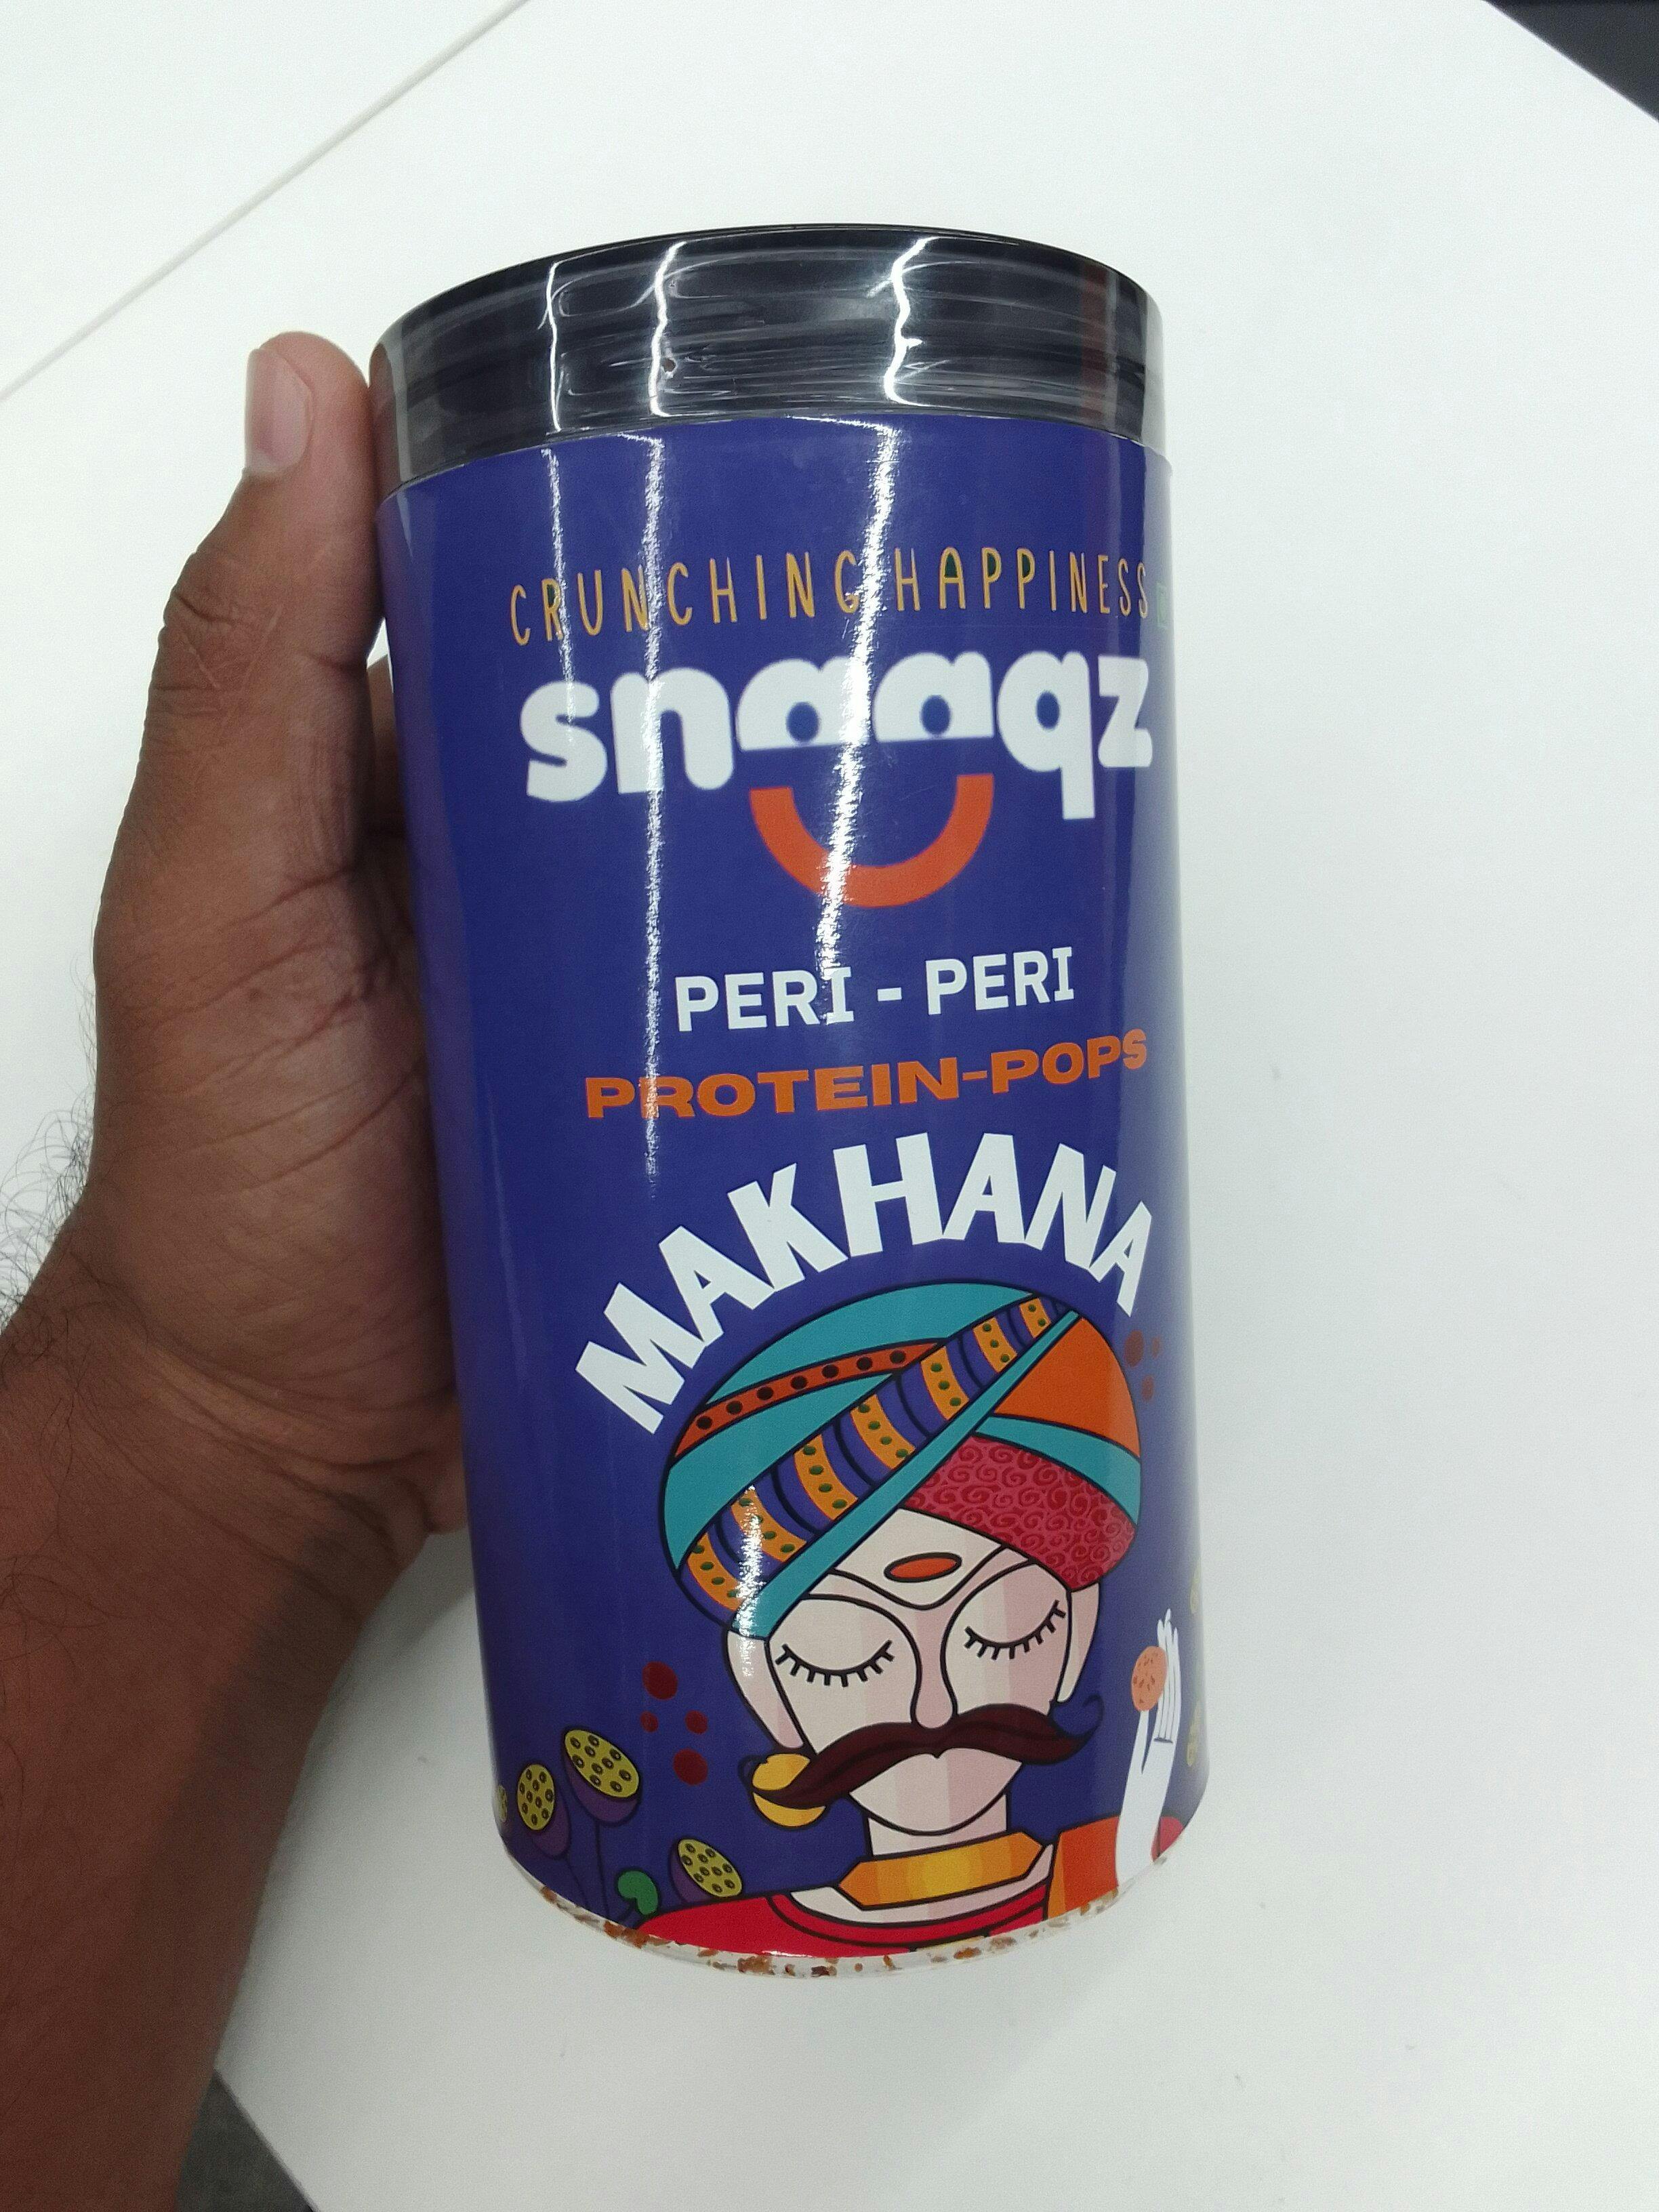 CRUNCHING HAPPINESS
snaaqz
PERI - PERI
PROTEIN-POPS
MAKHANA